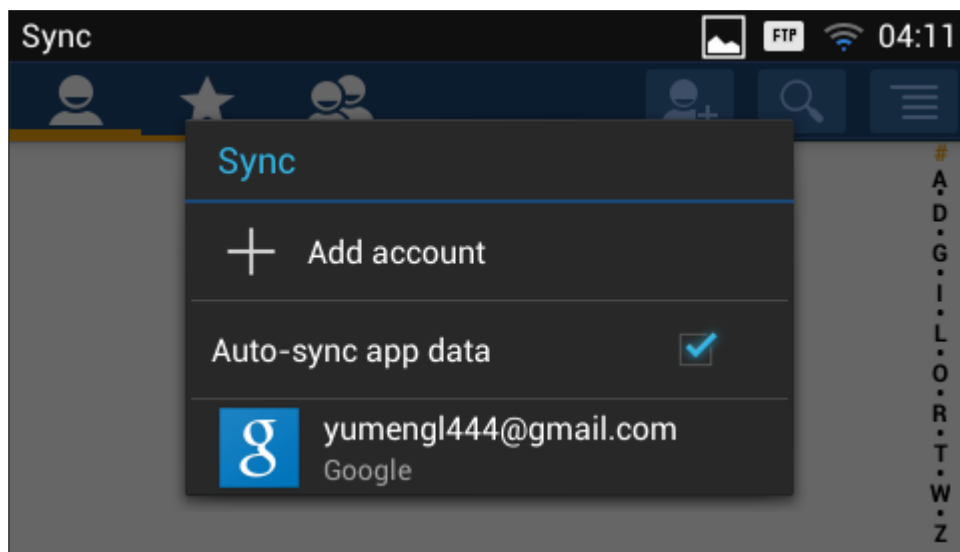 Sync
FTP
04:11
Sync
Add account
Auto-sync app data
g
yumengl444@gmail.com
Google
#
A
D
G
I
L
O
R
T
W
Z